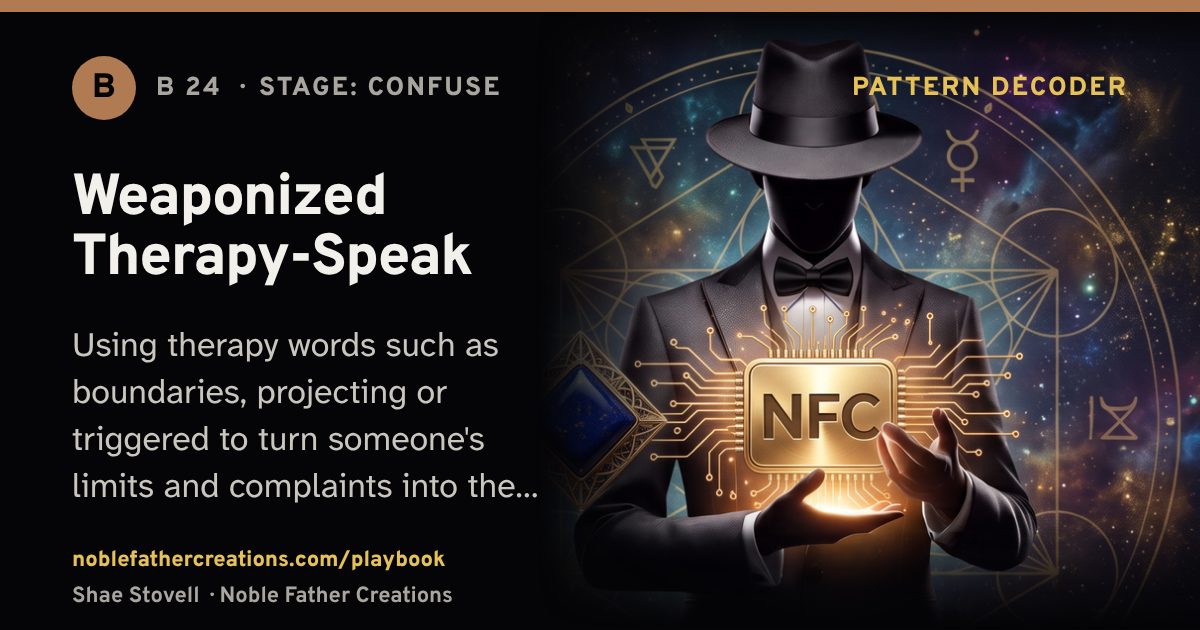 B
B 24 · STAGE: CONFUSE
PATTERN DECODER
Weaponized
Therapy-Speak
Using therapy words such as
boundaries, projecting or
triggered to turn someone's
limits and complaints into the...
NFC
noblefathercreations.com/playbook
Shae Stovell · Noble Father Creations